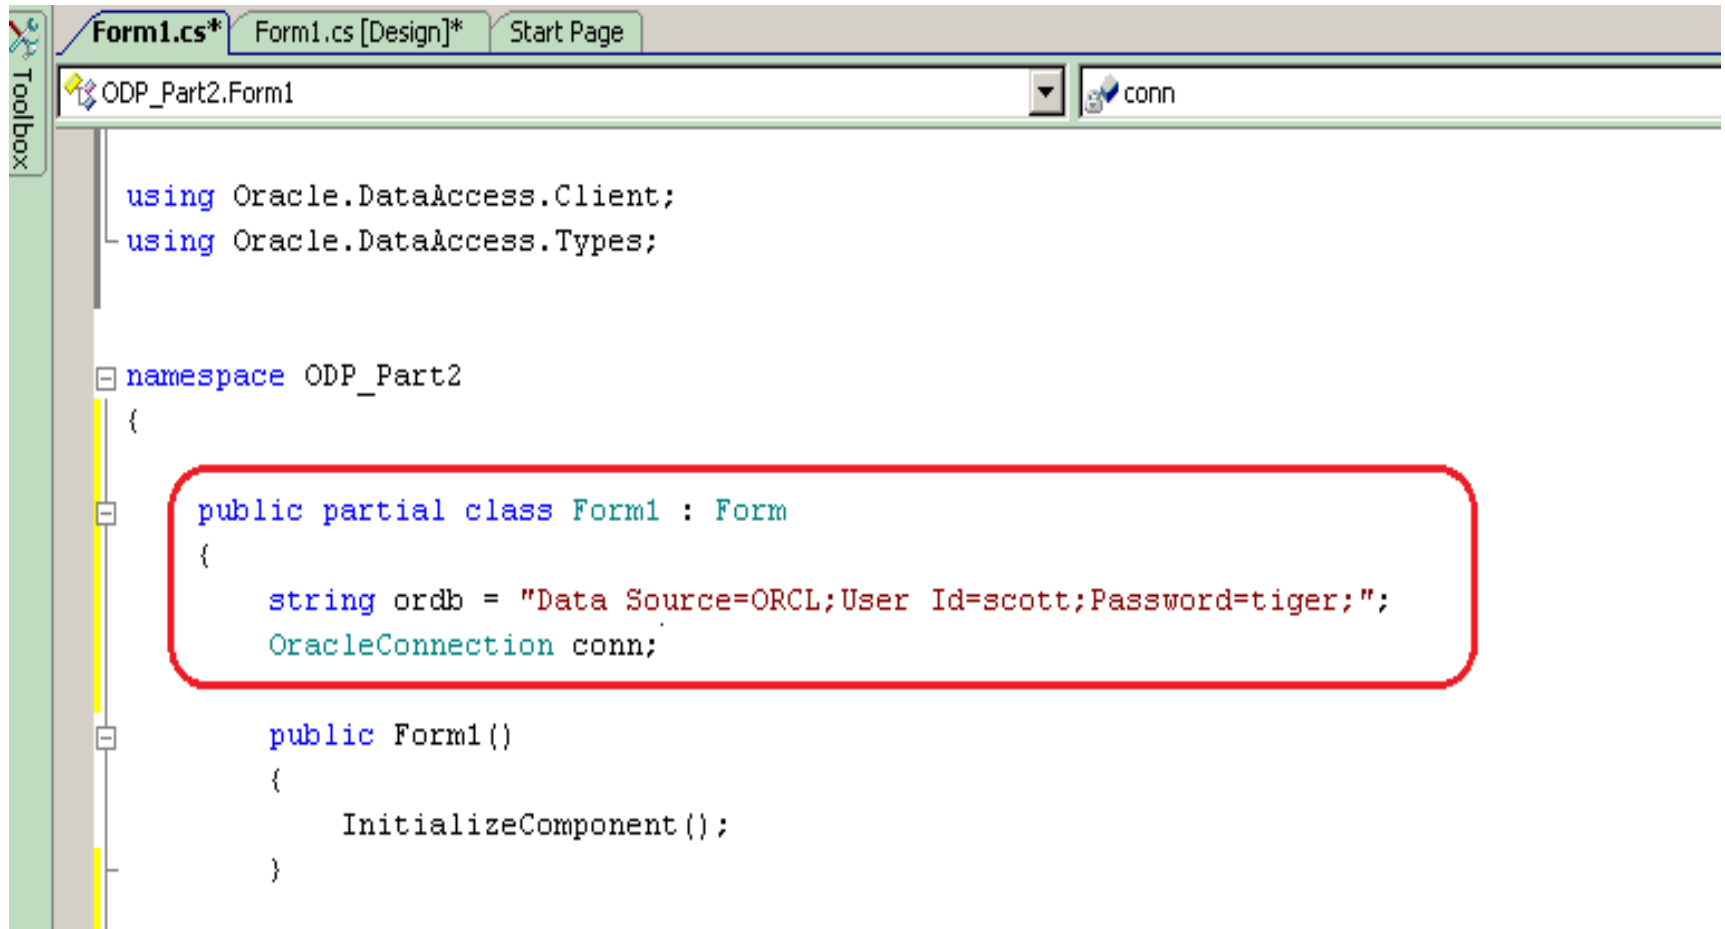 Form1.cs* Form1.cs [Design]* Start Page
Toolbox
ODP_Part2.Form1 conn
using Oracle.DataAccess.Client;
using Oracle.DataAccess.Types;
namespace ODP_Part2
{
public partial class Form1 : Form
{
string ordb = "Data Source=ORCL;User Id=scott;Password=tiger;";
OracleConnection conn;
public Form1()
{
InitializeComponent();
}